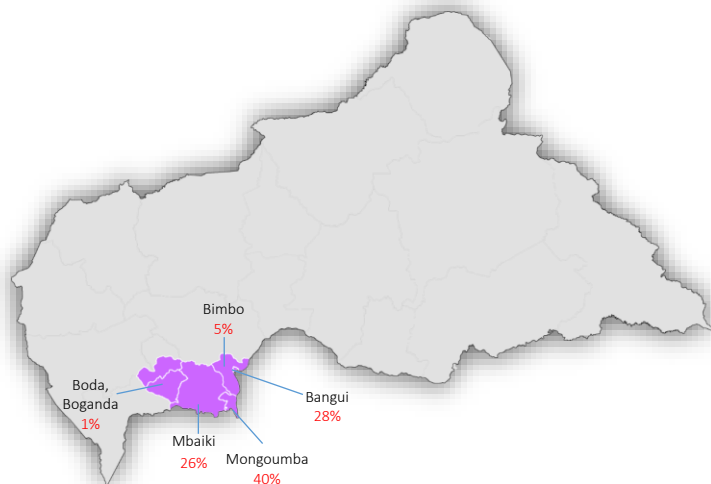 Bimbo
5%
Boda,
Boganda
1%
Bangui
28%
Mbaiki
26%
Mongoumba
40%